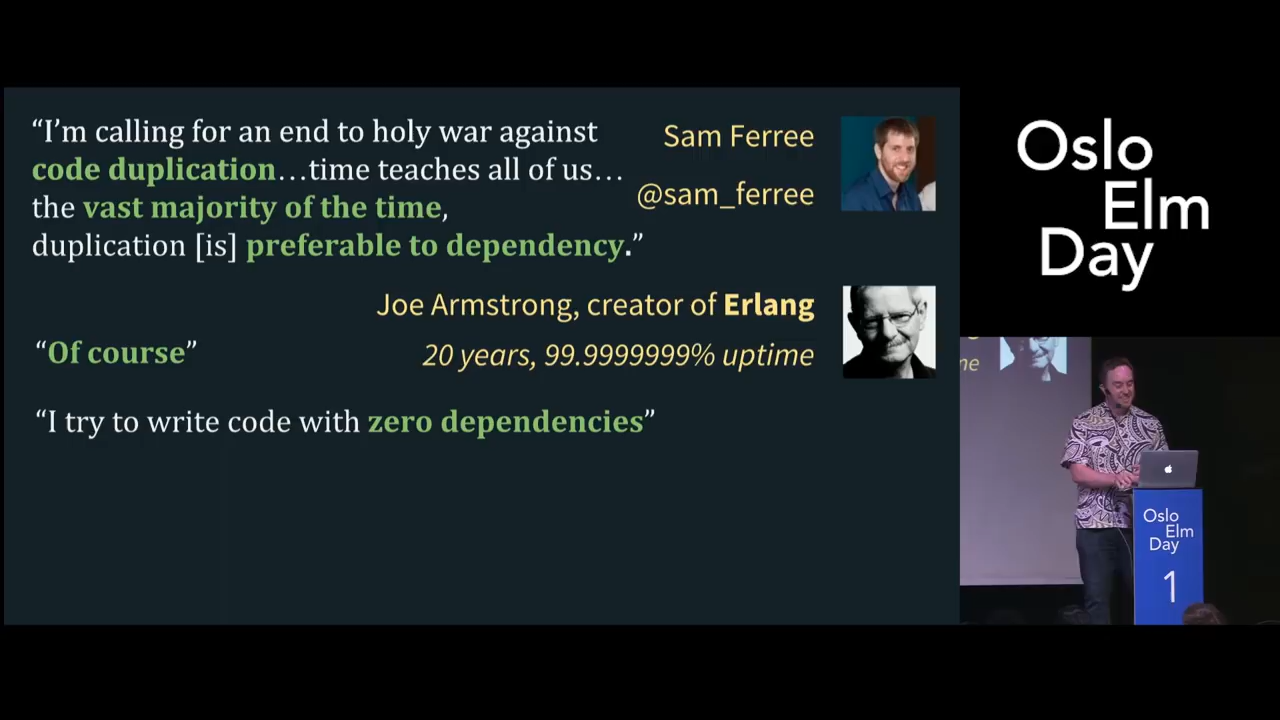 “I’m calling for an end to holy war against
code duplication…time teaches all of us…
the vast majority of the time,
duplication [is] preferable to dependency.”
Sam Ferree
@sam_ferree
Joe Armstrong, creator of Erlang
“Of course”
20 years, 99.9999999% uptime
“I try to write code with zero dependencies”
Oslo
Elm
Day
ne
Oslo
Elm
Day
1